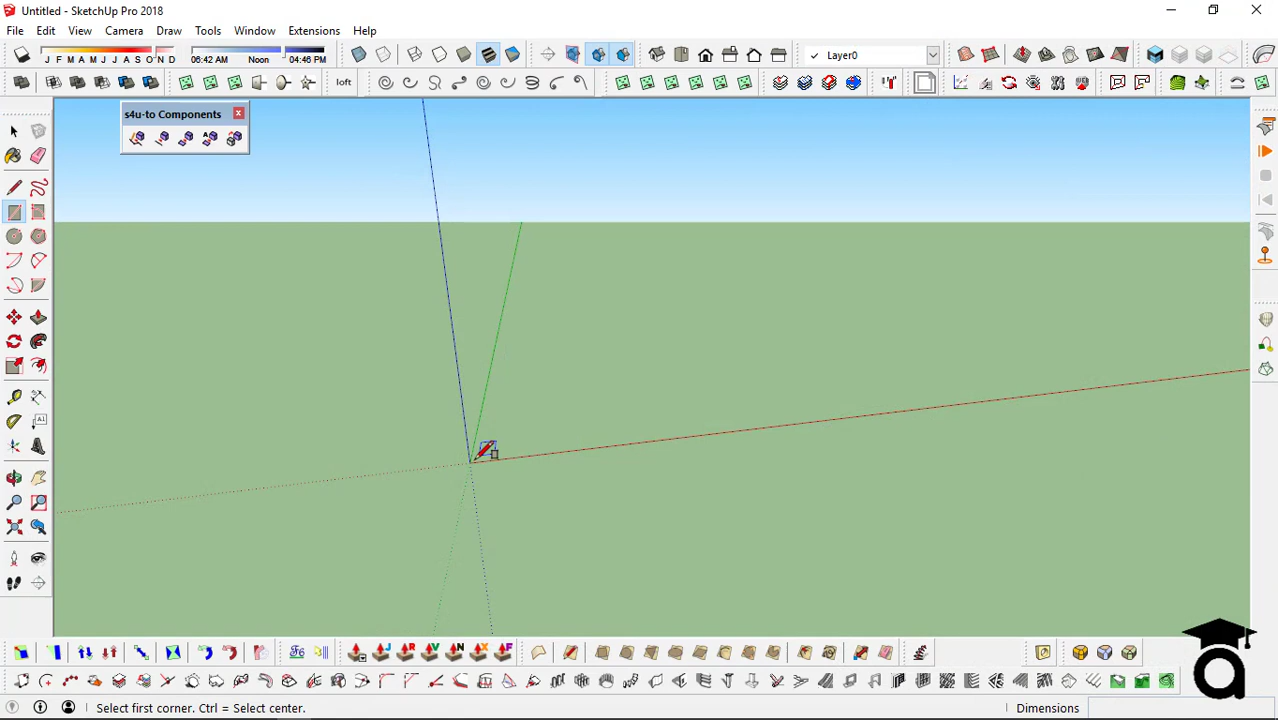 Untitled - SketchUp Pro 2018
File Edit View Camera Draw Tools Window Extensions Help
J F M A M J J A S O N D
06:42 AM Noon 04:46 PM
Layer0
loft
s4u-to Components
Select first corner. Ctrl = Select center.
Dimensions